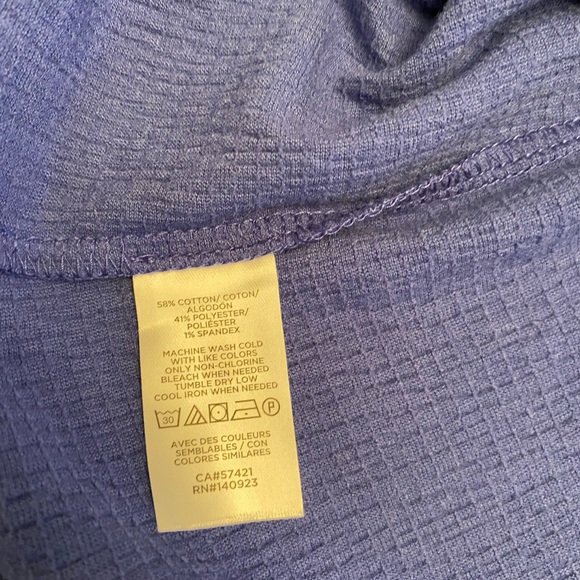 58% COTTON/ COTON/
ALGODÓN
41% POLYESTER/
POLIÉSTER
1% SPANDEX
MACHINE WASH COLD
WITH LIKE COLORS
ONLY NON-CHLORINE
BLEACH WHEN NEEDED
TUMBLE DRY LOW
COOL IRON WHEN NEEDED
30 P
AVEC DES COULEURS
SEMBLABLES / CON
COLORES SIMILARES
CA#57421
RN#140923